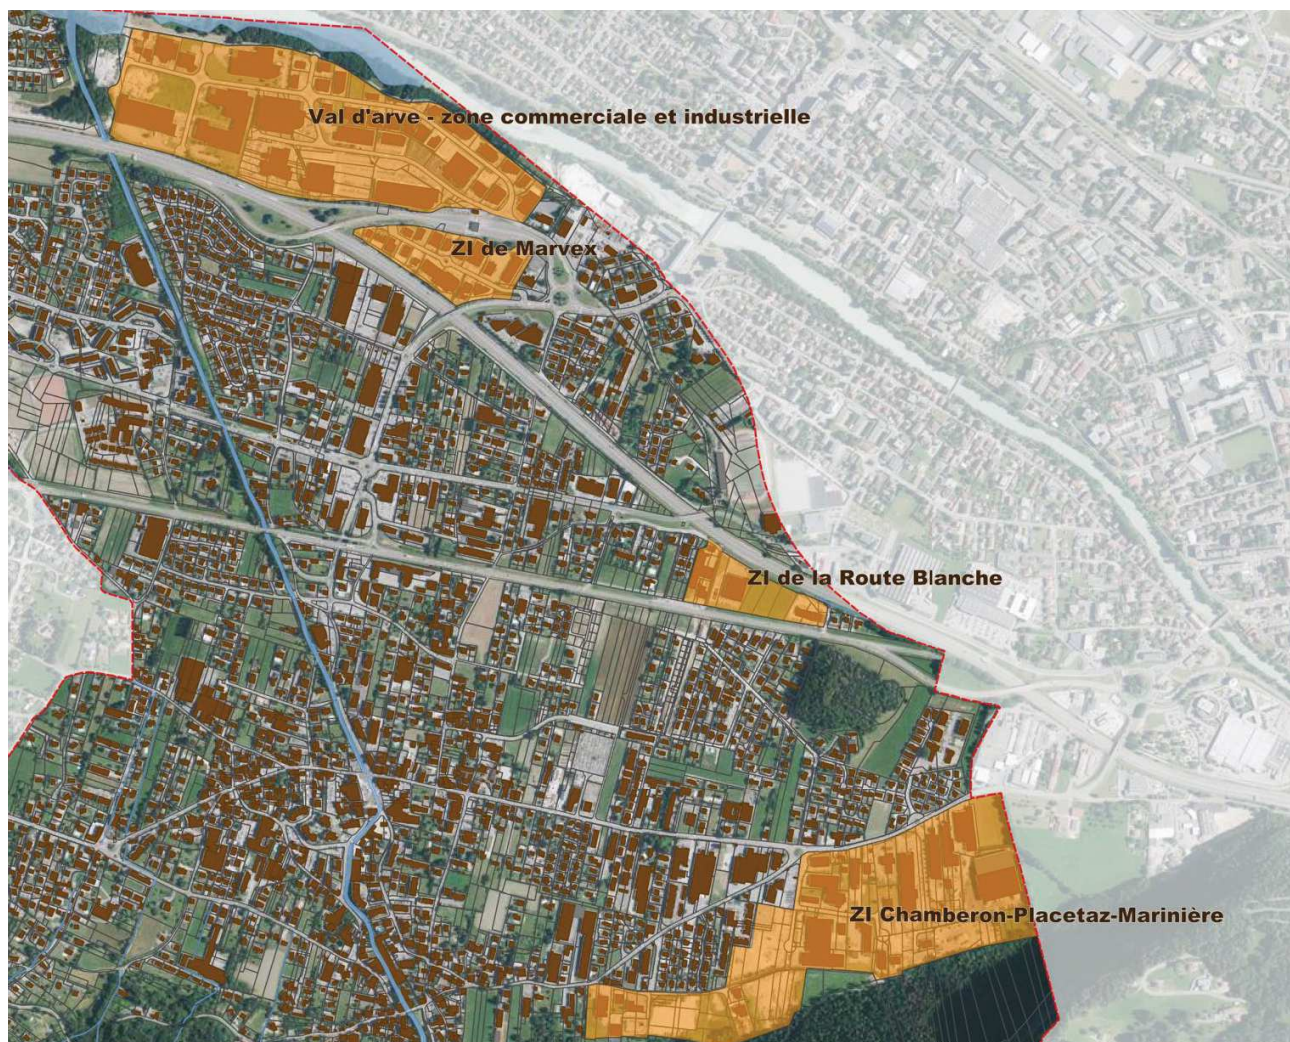 Val d'arve - zone commerciale et industrielle
ZI de Marvex
ZI de la Route Blanche
ZI Chamberon-Placetaz-Marinière